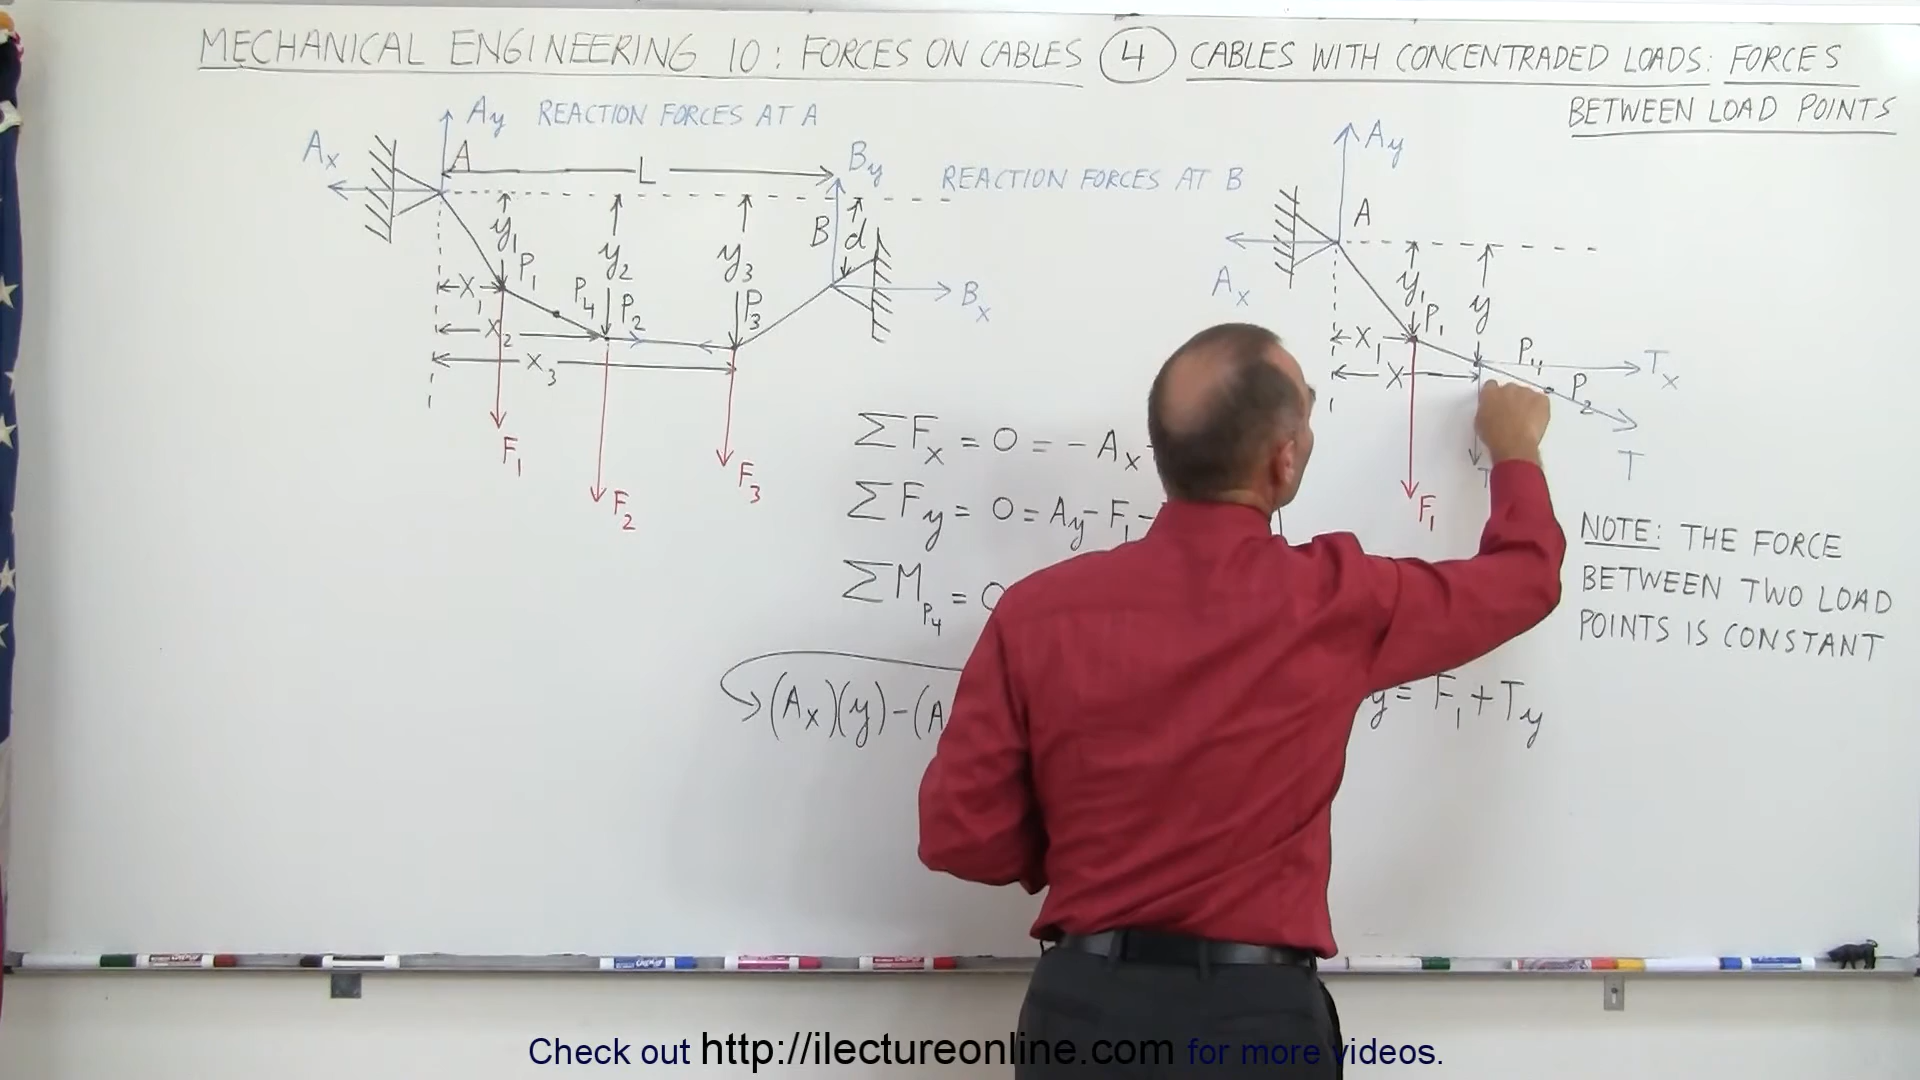 MECHANICAL ENGINEERING 10: FORCES ON CABLES 4 CABLES WITH CONCENTRADED LOADS: FORCES
BETWEEN LOAD POINTS
Ay REACTION FORCES AT A
Ax
A
L
By
REACTION FORCES AT B
B
d
Bx
y₁
y₂
y₃
P₁
P₄
P₂
P₃
X₁
X₂
X₃
F₁
F₂
F₃
Ay
A
Ax
y₁
y
P₁
X₁
X
P₄
P₂
Tx
T
F₁
ΣFx = 0 = -Ax
ΣFy = 0 = Ay - F₁ -
ΣM P₄ = 0
(Ax)(y) - (A
y = F₁ + Ty
NOTE: THE FORCE
BETWEEN TWO LOAD
POINTS IS CONSTANT
Check out http://ilectureonline.com for more videos.